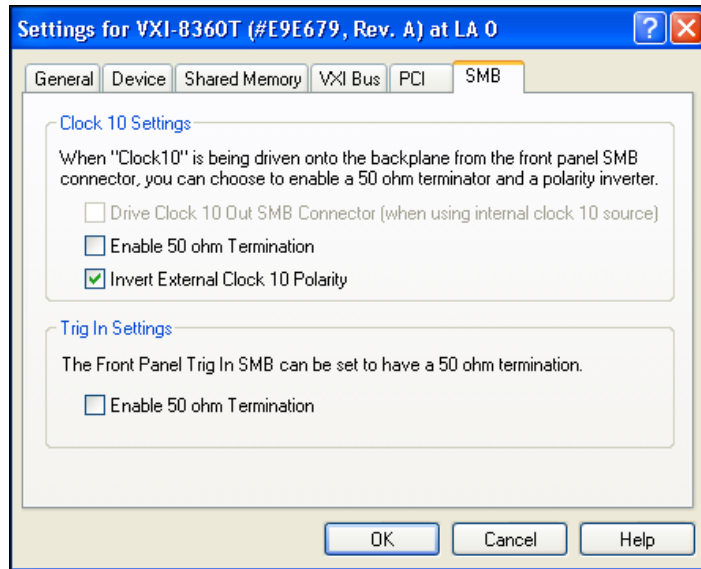 Settings for VXI-8360T (#E9E679, Rev. A) at LA 0
General Device Shared Memory VXI Bus PCI SMB
Clock 10 Settings
When "Clock10" is being driven onto the backplane from the front panel SMB
connector, you can choose to enable a 50 ohm terminator and a polarity inverter.
Drive Clock 10 Out SMB Connector (when using internal clock 10 source)
Enable 50 ohm Termination
Invert External Clock 10 Polarity
Trig In Settings
The Front Panel Trig In SMB can be set to have a 50 ohm termination.
Enable 50 ohm Termination
OK Cancel Help